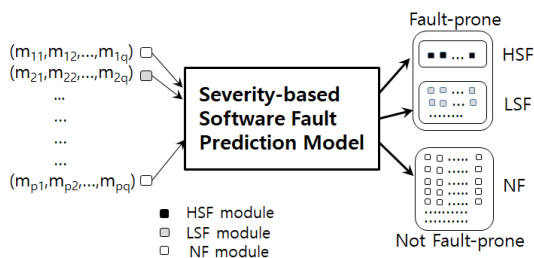 Fault-prone
(m11,m12,...,m1q)
(m21,m22,...,m2q)
...
...
...
...
(mp1,mp2,...,mpq)
Severity-based
Software Fault
Prediction Model
HSF
LSF
NF
Not Fault-prone
HSF module
LSF module
NF module